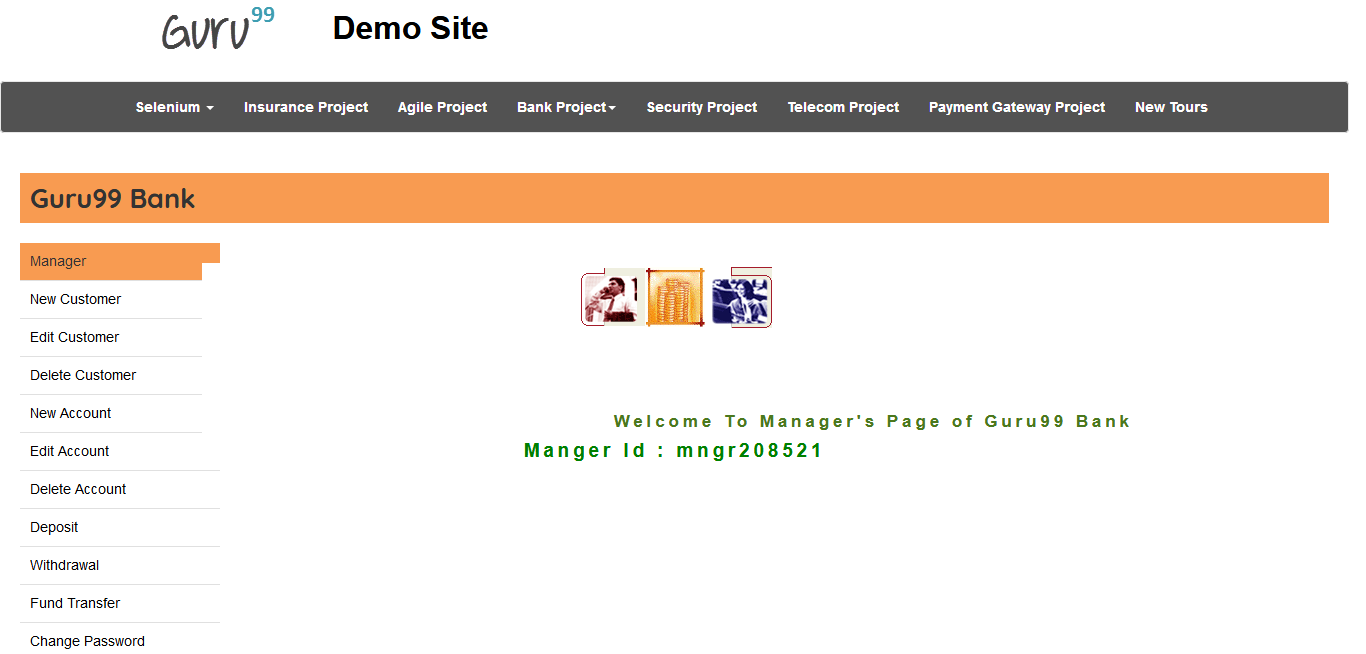 Guru99 Demo Site
Selenium Insurance Project Agile Project Bank Project Security Project Telecom Project Payment Gateway Project New Tours
Guru99 Bank
Manager
New Customer
Edit Customer
Delete Customer
New Account
Edit Account
Delete Account
Deposit
Withdrawal
Fund Transfer
Change Password
Welcome To Manager's Page of Guru99 Bank
Manger Id : mngr208521